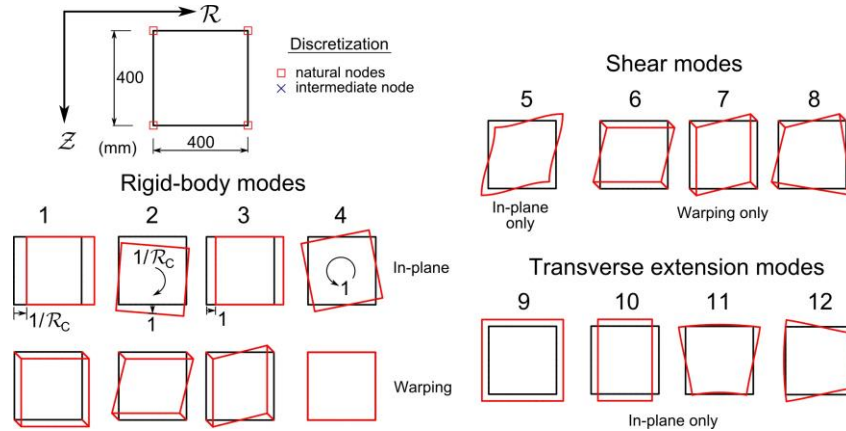 ℛ
𝒵
400
400
(mm)
Discretization
natural nodes
intermediate node
Rigid-body modes
1 2 3 4
1/ℛC
1/ℛC
1
1
1
In-plane
Warping
Shear modes
5 6 7 8
In-plane
only
Warping only
Transverse extension modes
9 10 11 12
In-plane only